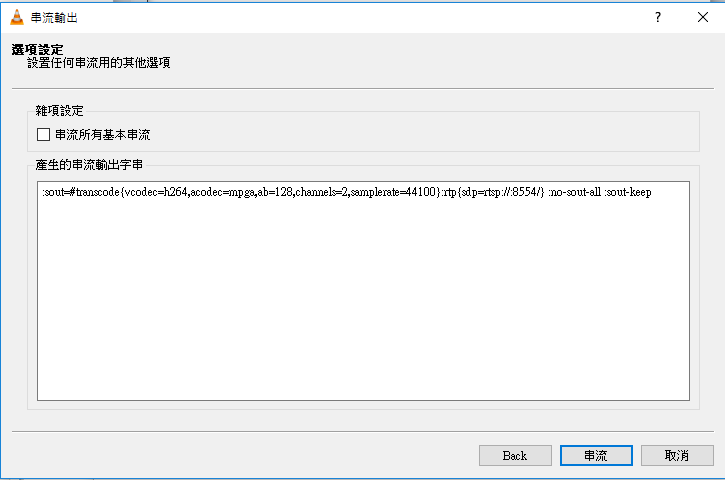 串流輸出
?
選項設定
設置任何串流用的其他選項
雜項設定
串流所有基本串流
產生的串流輸出字串
:sout=#transcode{vcodec=h264,acodec=mpga,ab=128,channels=2,samplerate=44100}:rtp{sdp=rtsp://:8554/} :no-sout-all :sout-keep
Back
串流
取消